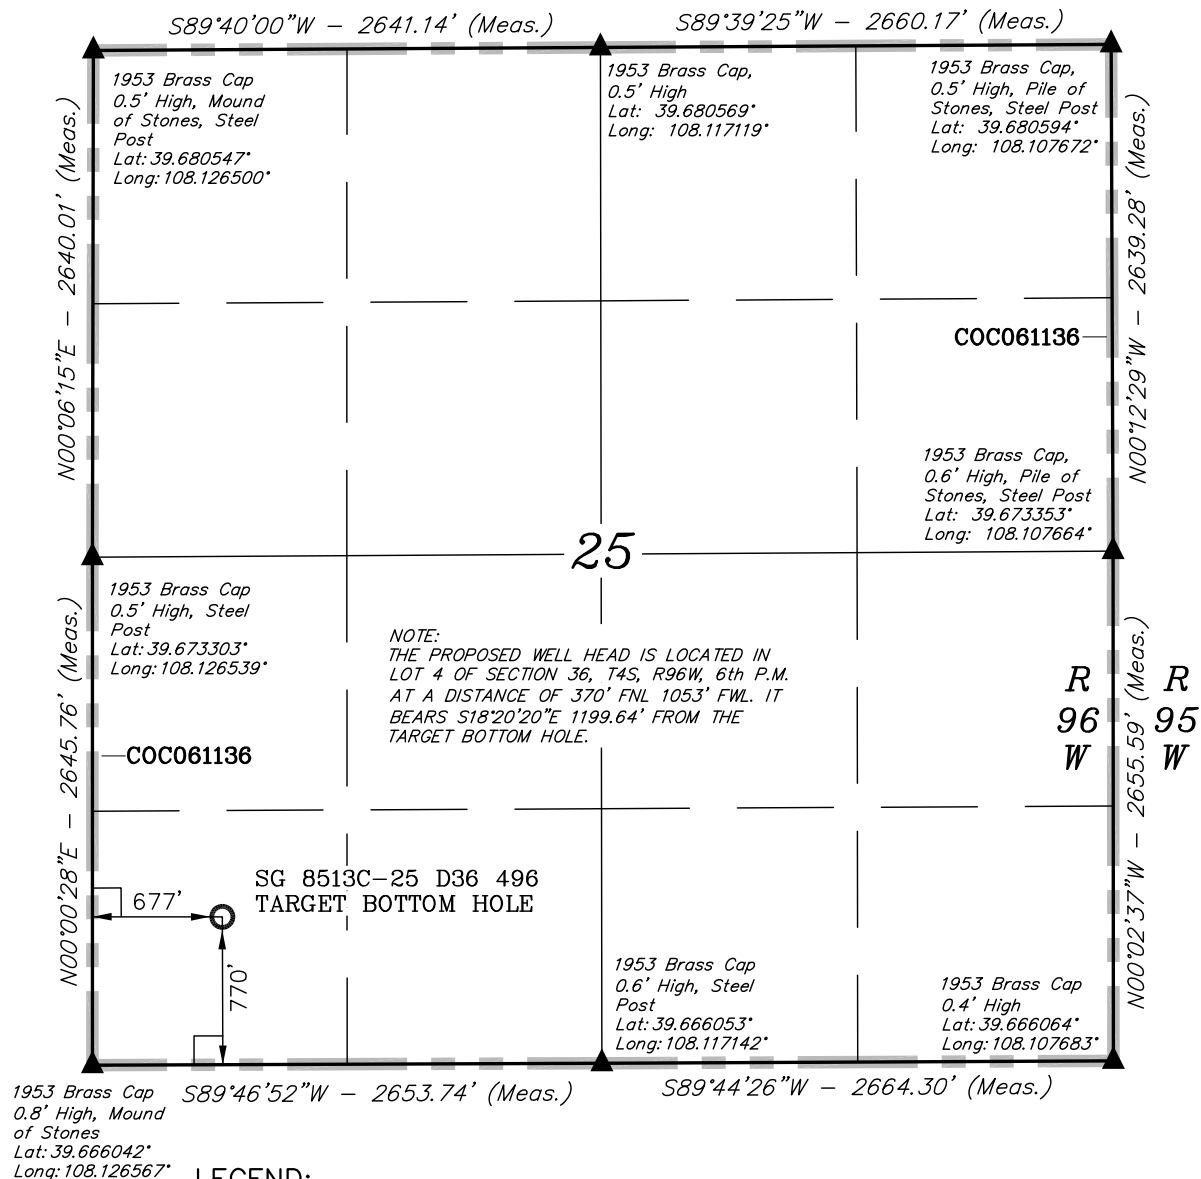 S89°40'00"W – 2641.14' (Meas.)
S89°39'25"W – 2660.17' (Meas.)
1953 Brass Cap
0.5' High, Mound
of Stones, Steel
Post
Lat: 39.680547°
Long: 108.126500°
1953 Brass Cap,
0.5' High
Lat: 39.680569°
Long: 108.117119°
1953 Brass Cap,
0.5' High, Pile of
Stones, Steel Post
Lat: 39.680594°
Long: 108.107672°
N00°06'15"E – 2640.01' (Meas.)
N00°12'29"W – 2639.28' (Meas.)
COC061136
1953 Brass Cap,
0.6' High, Pile of
Stones, Steel Post
Lat: 39.673353°
Long: 108.107664°
25
1953 Brass Cap
0.5' High, Steel
Post
Lat: 39.673303°
Long: 108.126539°
NOTE:
THE PROPOSED WELL HEAD IS LOCATED IN
LOT 4 OF SECTION 36, T4S, R96W, 6th P.M.
AT A DISTANCE OF 370' FNL 1053' FWL. IT
BEARS S18°20'20"E 1199.64' FROM THE
TARGET BOTTOM HOLE.
R
96
W
R
95
W
COC061136
N00°00'28"E – 2645.76' (Meas.)
N00°02'37"W – 2655.59' (Meas.)
SG 8513C-25 D36 496
TARGET BOTTOM HOLE
677'
770'
1953 Brass Cap
0.6' High, Steel
Post
Lat: 39.666053°
Long: 108.117142°
1953 Brass Cap
0.4' High
Lat: 39.666064°
Long: 108.107683°
S89°46'52"W – 2653.74' (Meas.)
S89°44'26"W – 2664.30' (Meas.)
1953 Brass Cap
0.8' High, Mound
of Stones
Lat: 39.666042°
Long: 108.126567°
LEGEND: